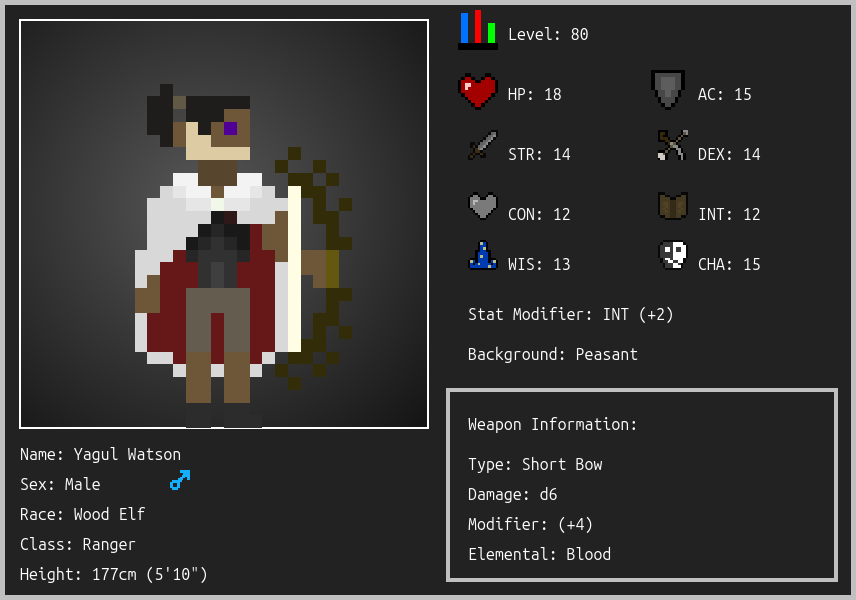 Level: 80
HP: 18
AC: 15
STR: 14
DEX: 14
CON: 12
INT: 12
WIS: 13
CHA: 15
Stat Modifier: INT (+2)
Background: Peasant
Weapon Information:
Type: Short Bow
Damage: d6
Modifier: (+4)
Elemental: Blood
Name: Yagul Watson
Sex: Male
Race: Wood Elf
Class: Ranger
Height: 177cm (5'10")